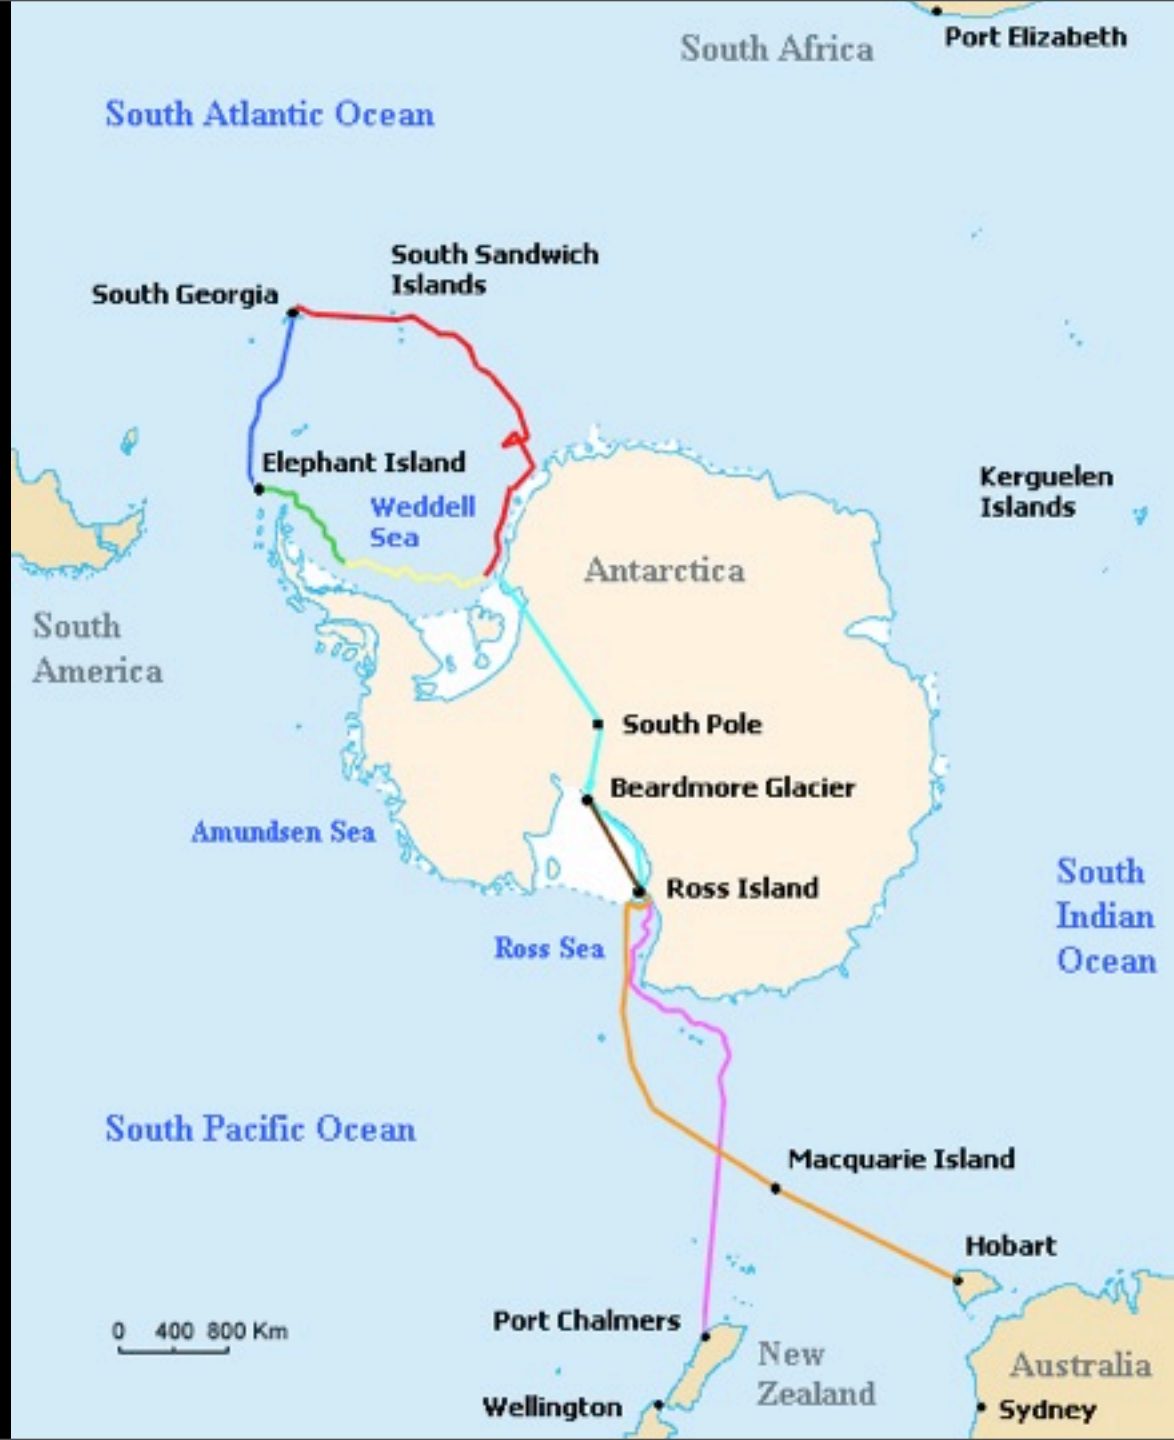 South Africa
Port Elizabeth
South Atlantic Ocean
South Sandwich
Islands
South Georgia
Elephant Island
Weddell
Sea
Kerguelen
Islands
Antarctica
South
America
South Pole
Beardmore Glacier
Amundsen Sea
Ross Island
South
Indian
Ocean
Ross Sea
South Pacific Ocean
Macquarie Island
Hobart
Port Chalmers
0 400 800 Km
New
Zealand
Australia
Wellington
Sydney